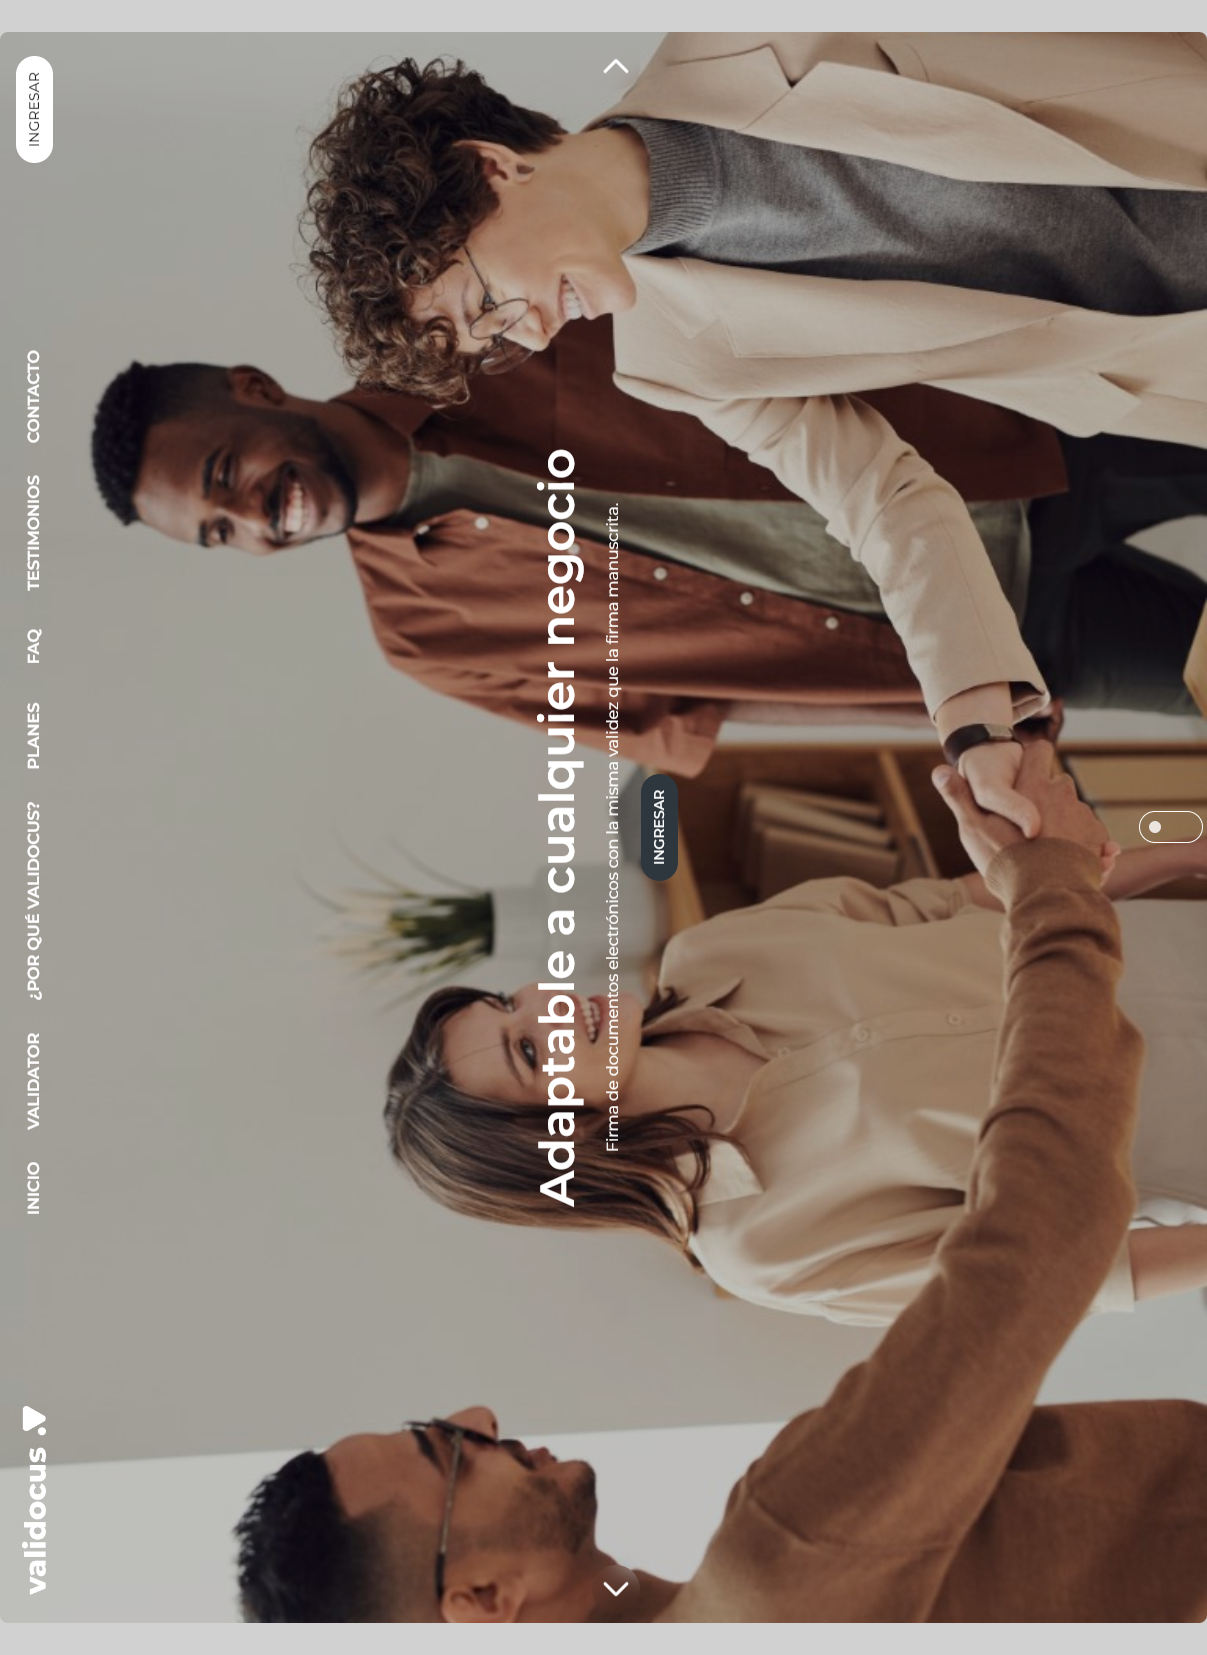 validocus
INICIO
VALIDATOR
¿POR QUÉ VALIDOCUS?
PLANES
FAQ
TESTIMONIOS
CONTACTO
INGRESAR
Adaptable a cualquier negocio
Firma de documentos electrónicos con la misma validez que la firma manuscrita.
INGRESAR